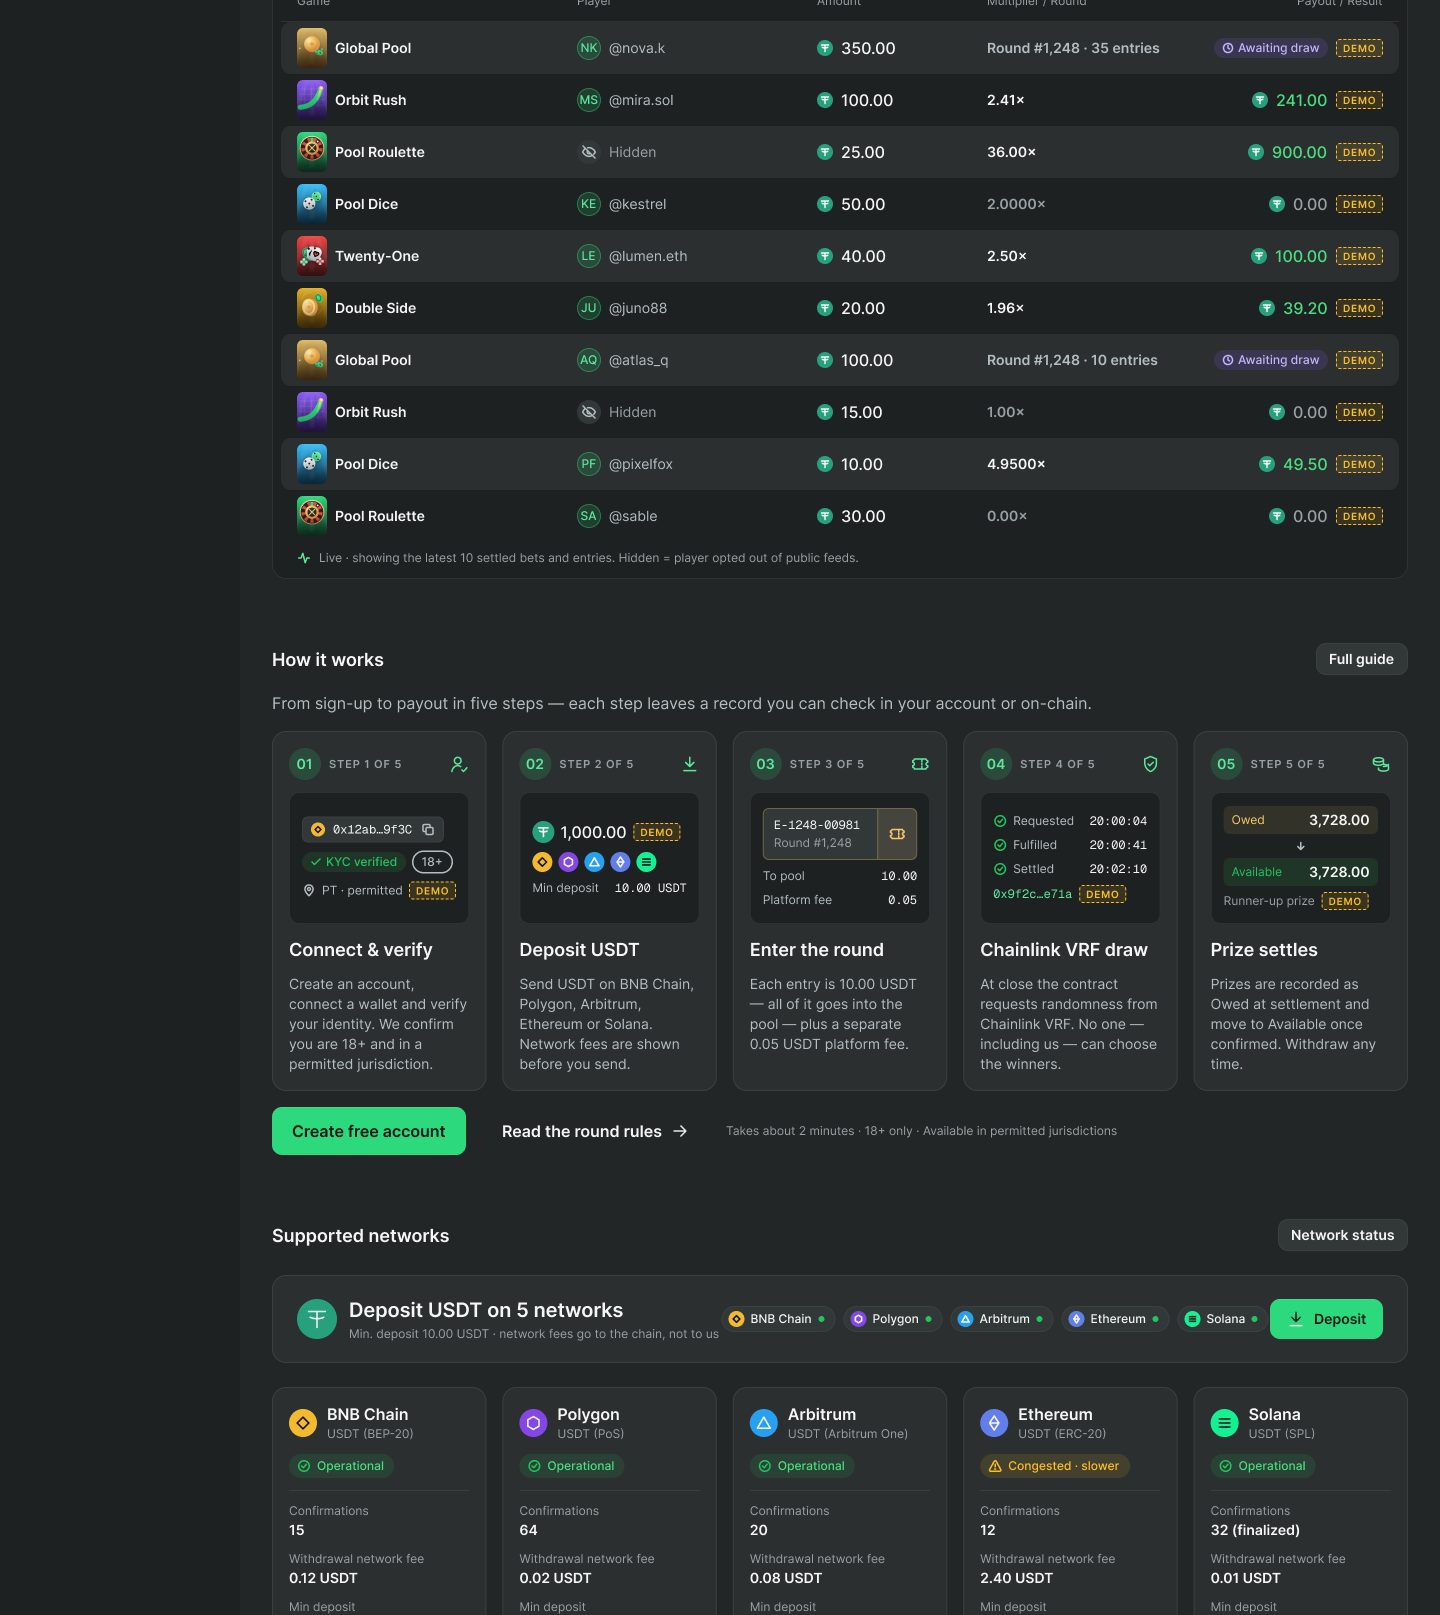 Game Player Amount Multiplier / Round Payout / Result
Global Pool NK @nova.k 350.00 Round #1,248 · 35 entries Awaiting draw DEMO
Orbit Rush MS @mira.sol 100.00 2.41× 241.00 DEMO
Pool Roulette Hidden 25.00 36.00× 900.00 DEMO
Pool Dice KE @kestrel 50.00 2.0000× 0.00 DEMO
Twenty-One LE @lumen.eth 40.00 2.50× 100.00 DEMO
Double Side JU @juno88 20.00 1.96× 39.20 DEMO
Global Pool AQ @atlas_q 100.00 Round #1,248 · 10 entries Awaiting draw DEMO
Orbit Rush Hidden 15.00 1.00× 0.00 DEMO
Pool Dice PF @pixelfox 10.00 4.9500× 49.50 DEMO
Pool Roulette SA @sable 30.00 0.00× 0.00 DEMO
Live · showing the latest 10 settled bets and entries. Hidden = player opted out of public feeds.
How it works
Full guide
From sign-up to payout in five steps — each step leaves a record you can check in your account or on-chain.
01 STEP 1 OF 5
0x12ab…9f3C
KYC verified 18+
PT · permitted DEMO
Connect & verify
Create an account,
connect a wallet and verify
your identity. We confirm
you are 18+ and in a
permitted jurisdiction.
02 STEP 2 OF 5
1,000.00 DEMO
Min deposit 10.00 USDT
Deposit USDT
Send USDT on BNB Chain,
Polygon, Arbitrum,
Ethereum or Solana.
Network fees are shown
before you send.
03 STEP 3 OF 5
E-1248-00981
Round #1,248
To pool 10.00
Platform fee 0.05
Enter the round
Each entry is 10.00 USDT
— all of it goes into the
pool — plus a separate
0.05 USDT platform fee.
04 STEP 4 OF 5
Requested 20:00:04
Fulfilled 20:00:41
Settled 20:02:10
0x9f2c…e71a DEMO
Chainlink VRF draw
At close the contract
requests randomness from
Chainlink VRF. No one —
including us — can choose
the winners.
05 STEP 5 OF 5
Owed 3,728.00
Available 3,728.00
Runner-up prize DEMO
Prize settles
Prizes are recorded as
Owed at settlement and
move to Available once
confirmed. Withdraw any
time.
Create free account
Read the round rules
Takes about 2 minutes · 18+ only · Available in permitted jurisdictions
Supported networks
Network status
Deposit USDT on 5 networks
Min. deposit 10.00 USDT · network fees go to the chain, not to us
BNB Chain Polygon Arbitrum Ethereum Solana
Deposit
BNB Chain
USDT (BEP-20)
Operational
Confirmations
15
Withdrawal network fee
0.12 USDT
Min deposit
Polygon
USDT (PoS)
Operational
Confirmations
64
Withdrawal network fee
0.02 USDT
Min deposit
Arbitrum
USDT (Arbitrum One)
Operational
Confirmations
20
Withdrawal network fee
0.08 USDT
Min deposit
Ethereum
USDT (ERC-20)
Congested · slower
Confirmations
12
Withdrawal network fee
2.40 USDT
Min deposit
Solana
USDT (SPL)
Operational
Confirmations
32 (finalized)
Withdrawal network fee
0.01 USDT
Min deposit